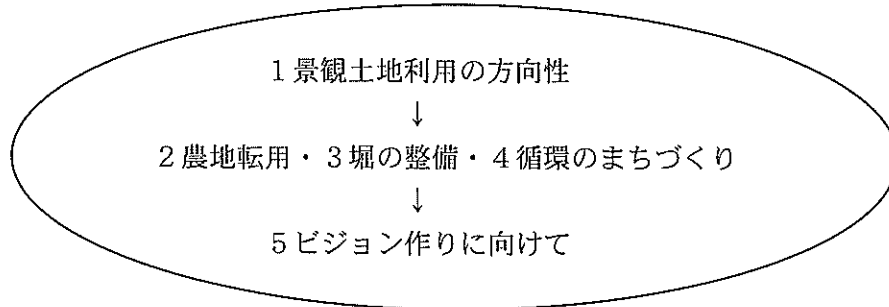 1景観土地利用の方向性
↓
2農地転用・3堀の整備・4循環のまちづくり
↓
5ビジョン作りに向けて